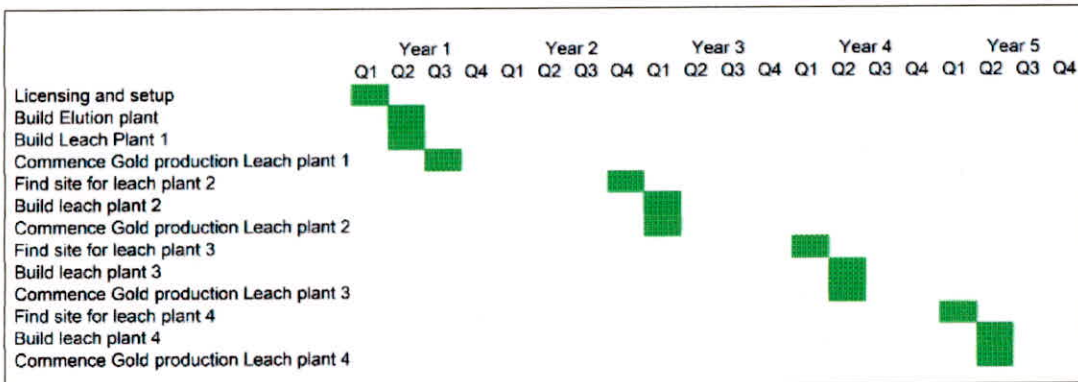 Year 1 Year 2 Year 3 Year 4 Year 5
Q1 Q2 Q3 Q4 Q1 Q2 Q3 Q4 Q1 Q2 Q3 Q4 Q1 Q2 Q3 Q4 Q1 Q2 Q3 Q4
Licensing and setup
Build Elution plant
Build Leach Plant 1
Commence Gold production Leach plant 1
Find site for leach plant 2
Build leach plant 2
Commence Gold production Leach plant 2
Find site for leach plant 3
Build leach plant 3
Commence Gold production Leach plant 3
Find site for leach plant 4
Build leach plant 4
Commence Gold production Leach plant 4